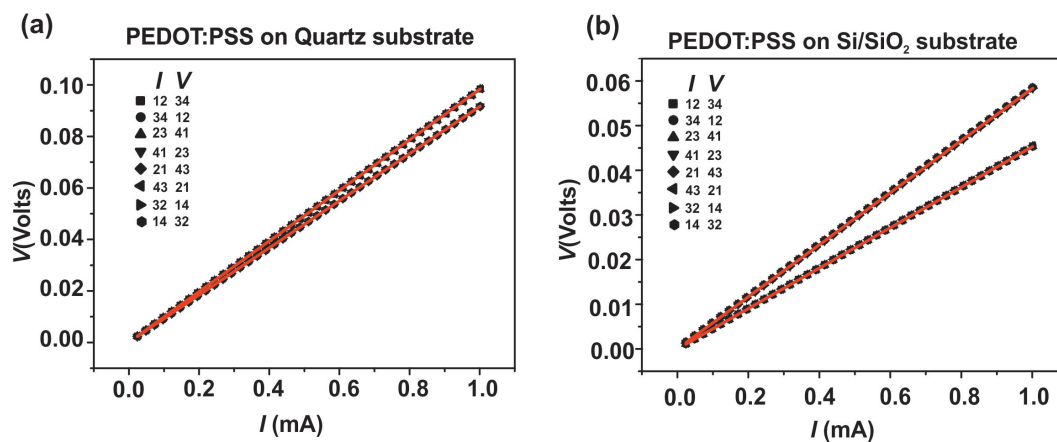 (a)
PEDOT:PSS on Quartz substrate
I V
12 34
34 12
23 41
41 23
21 43
43 21
32 14
14 32
0.10
0.08
0.06
0.04
0.02
0.00
V(Volts)
0.0 0.2 0.4 0.6 0.8 1.0
I (mA)
(b)
PEDOT:PSS on Si/SiO₂ substrate
I V
12 34
34 12
23 41
41 23
21 43
43 21
32 14
14 32
0.06
0.05
0.04
0.03
0.02
0.01
0.00
V(Volts)
0.0 0.2 0.4 0.6 0.8 1.0
I (mA)